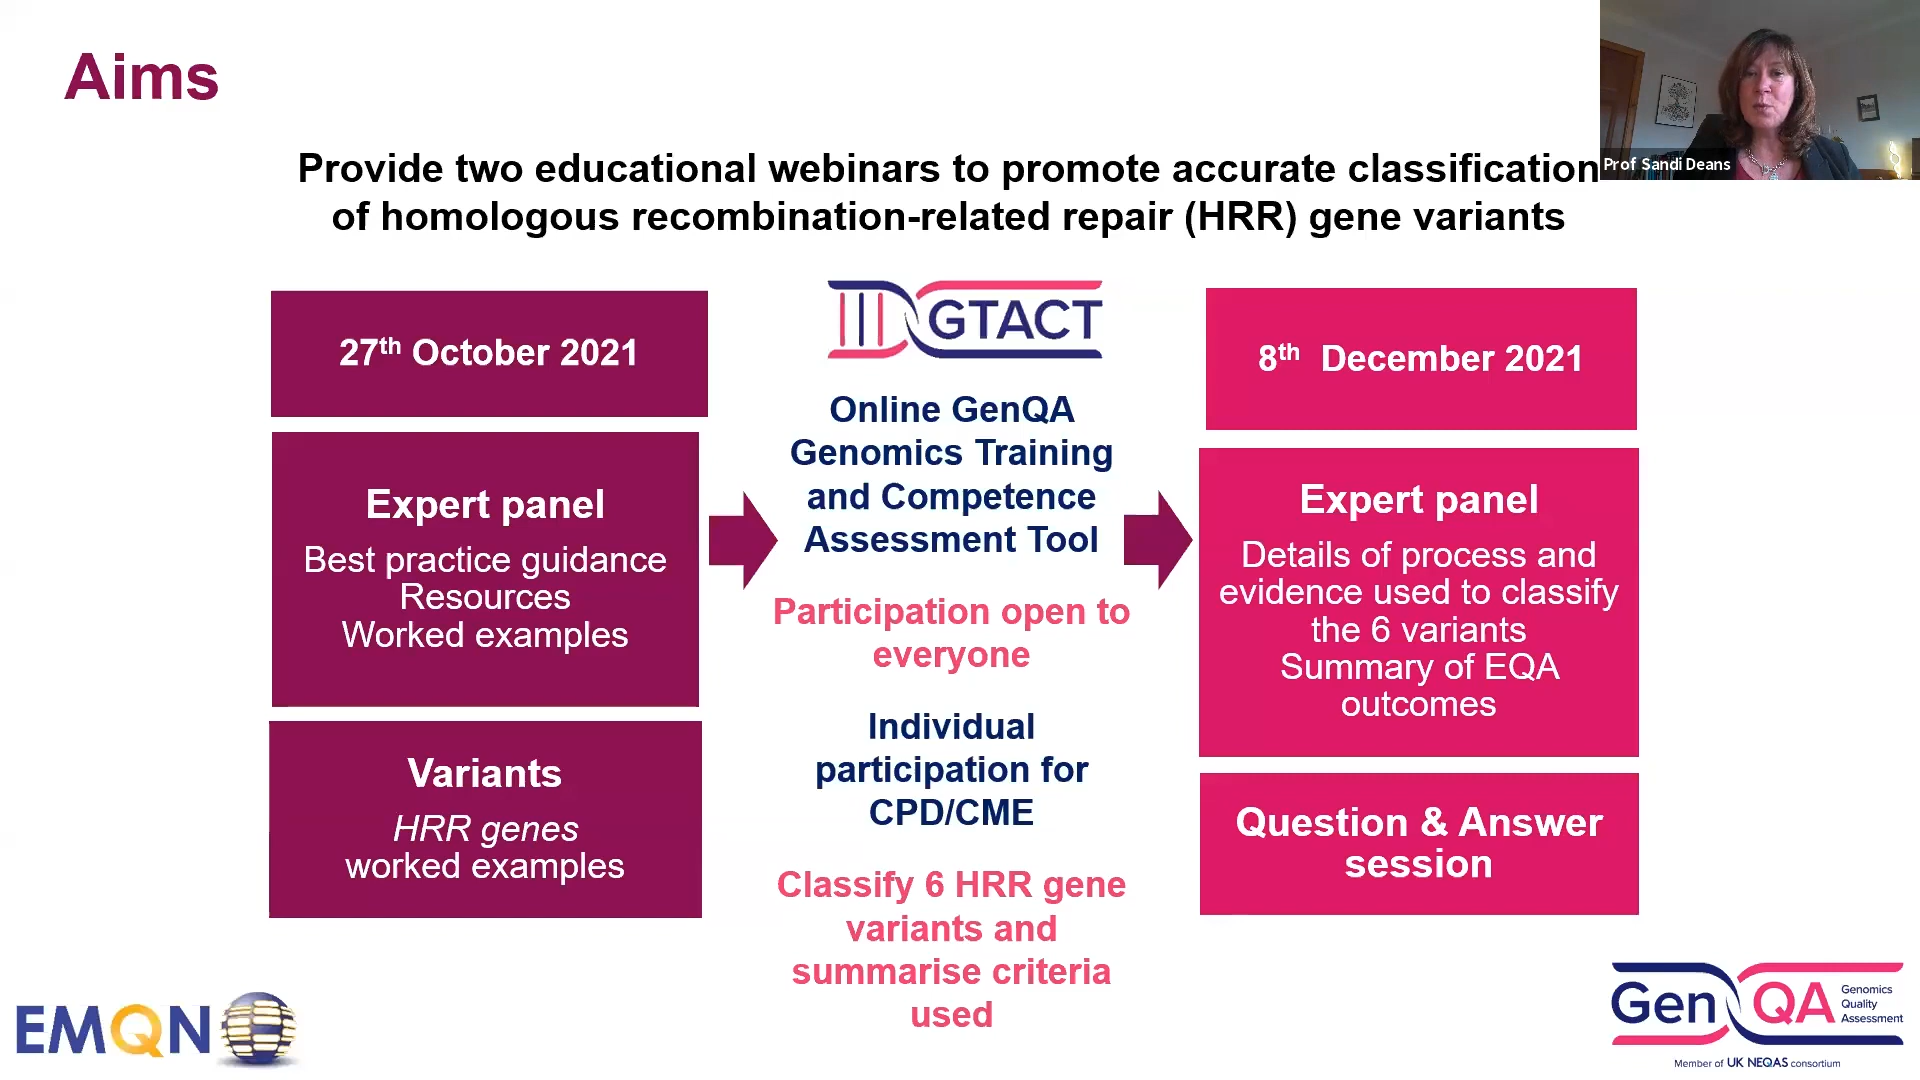 Aims
Prof Sandi Deans
Provide two educational webinars to promote accurate classification
of homologous recombination-related repair (HRR) gene variants
27th October 2021
Expert panel
Best practice guidance
Resources
Worked examples
Variants
HRR genes
worked examples
GTACT
Online GenQA
Genomics Training
and Competence
Assessment Tool
Participation open to
everyone
Individual
participation for
CPD/CME
Classify 6 HRR gene
variants and
summarise criteria
used
8th December 2021
Expert panel
Details of process and
evidence used to classify
the 6 variants
Summary of EQA
outcomes
Question & Answer
session
EMQN
GenQA
Genomics
Quality
Assessment
Member of UK NEQAS consortium